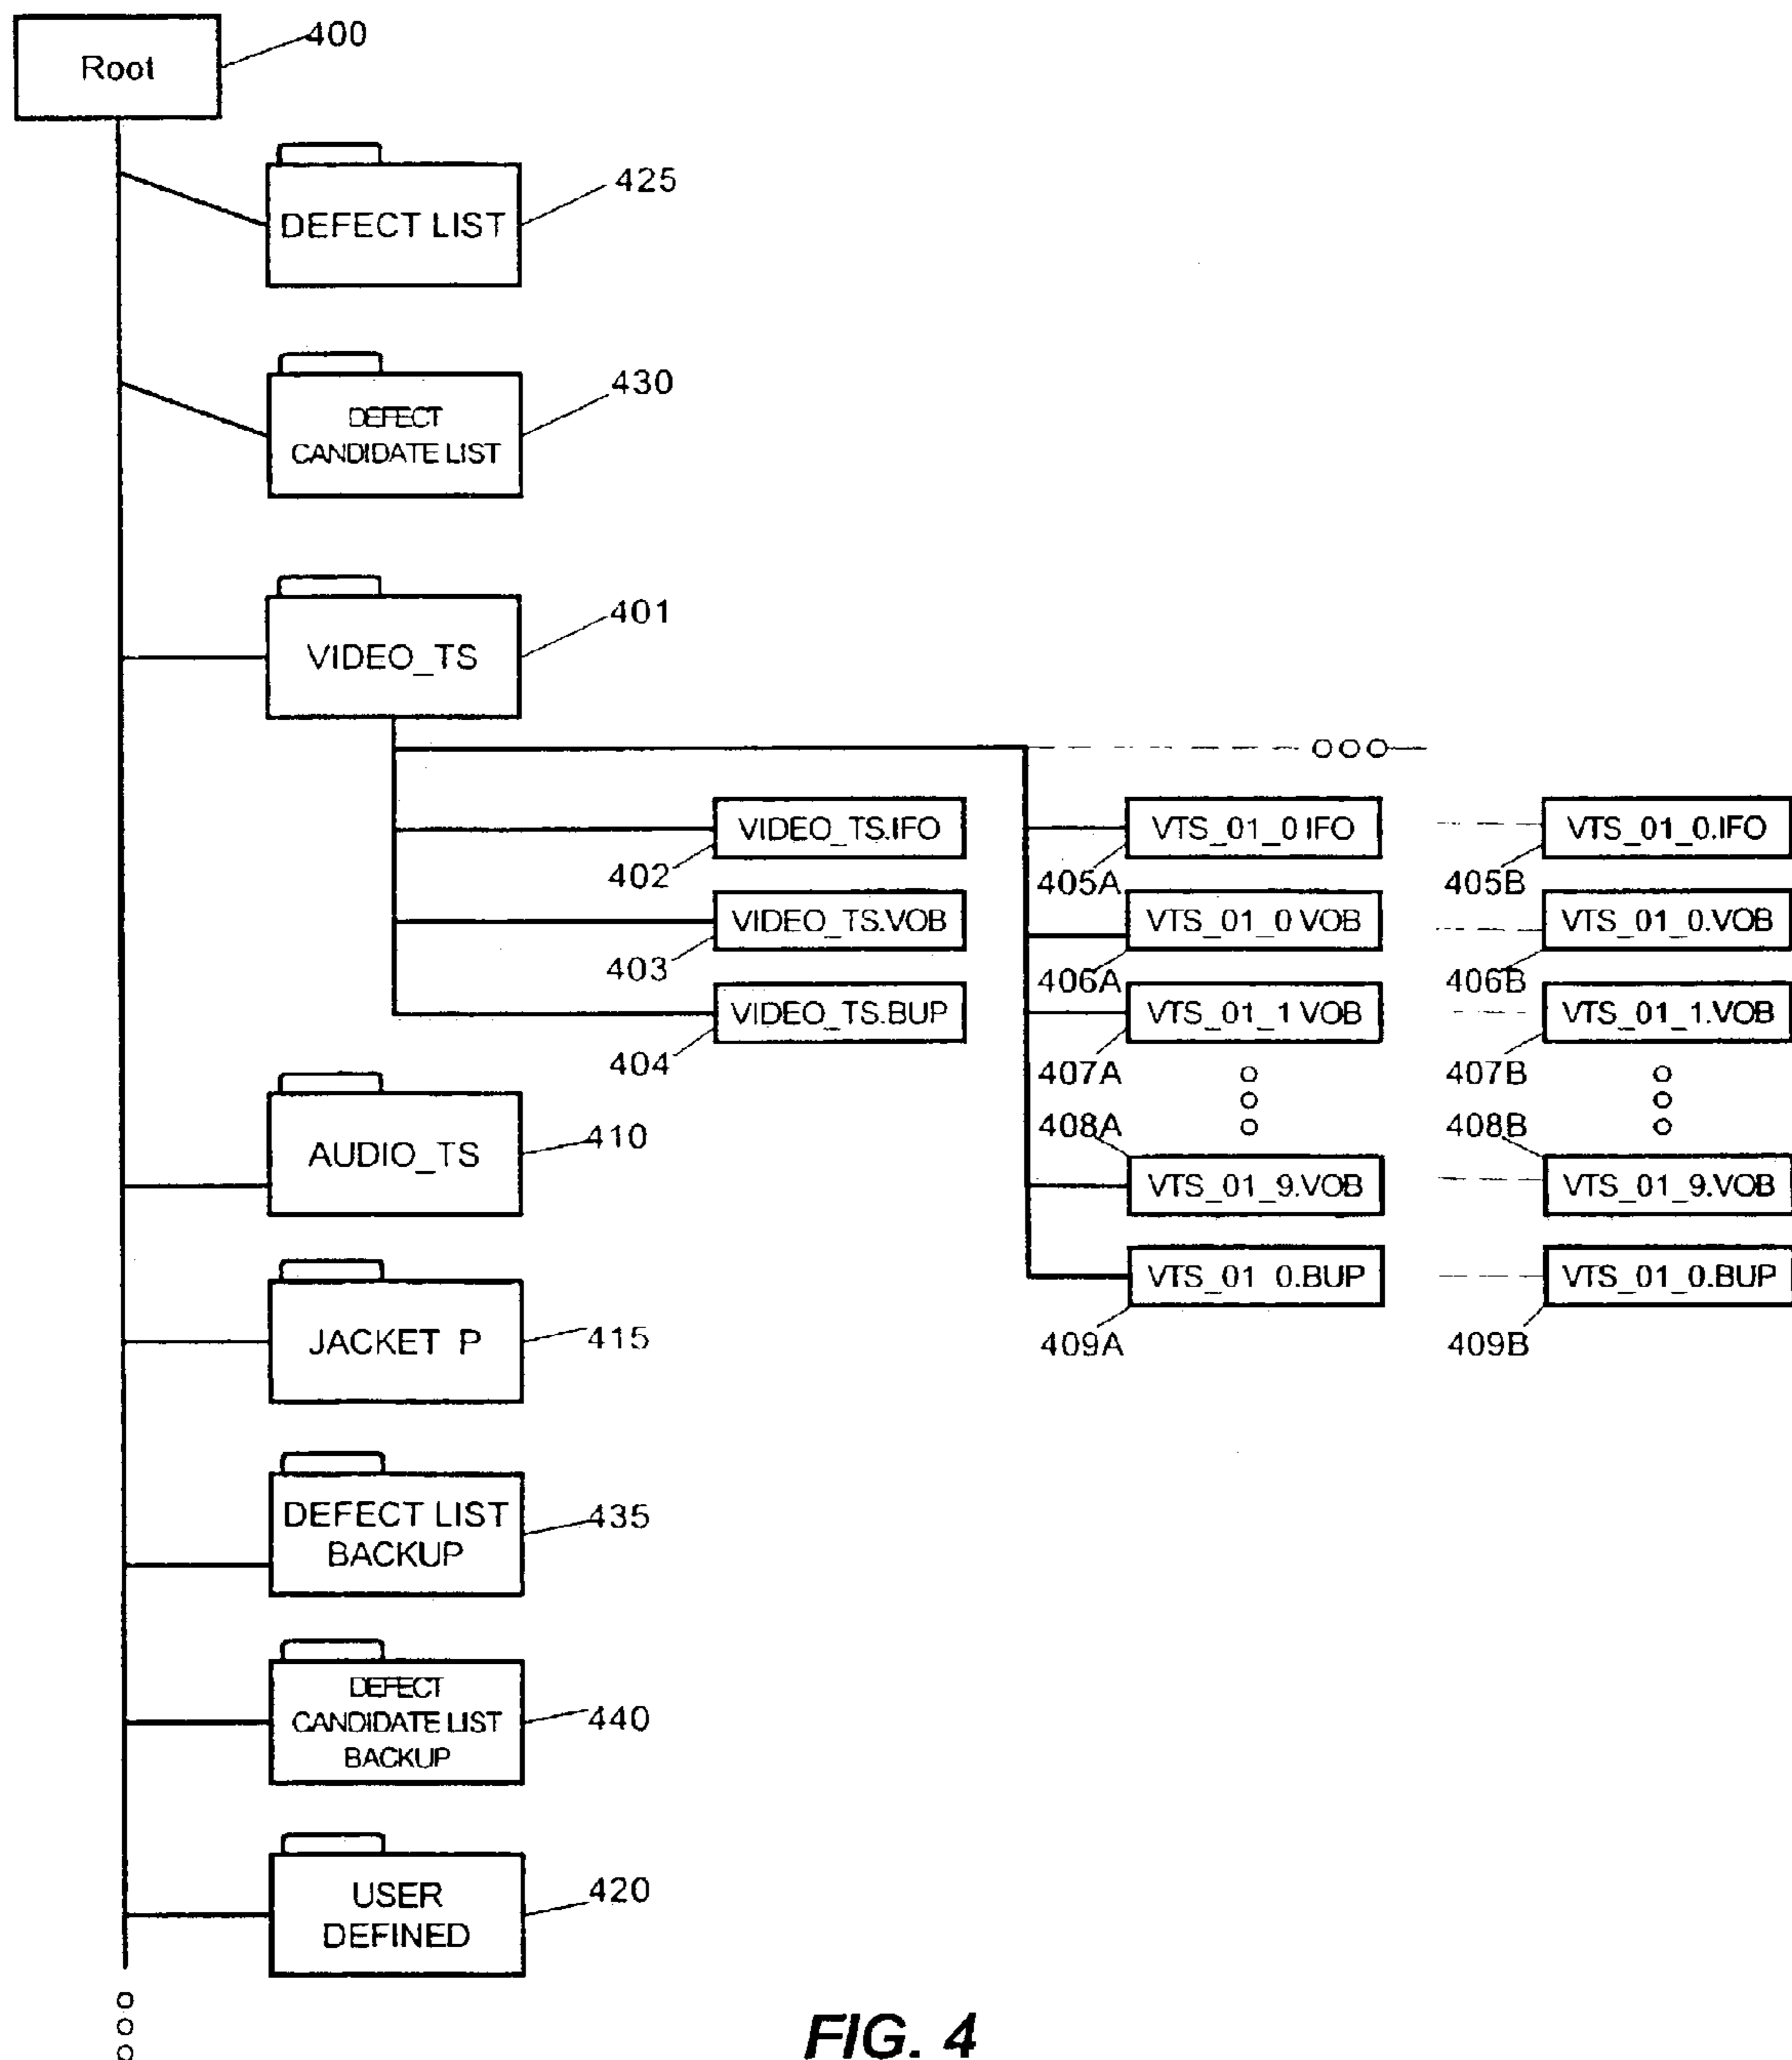 Root
400
DEFECT LIST
425
DEFECT
CANDIDATE LIST
430
VIDEO_TS
401
VIDEO_TS.IFO
402
VIDEO_TS.VOB
403
VIDEO_TS.BUP
404
VTS_01_0 IFO
405A
VTS_01_0 VOB
406A
VTS_01_1 VOB
407A
408A
VTS_01_9.VOB
VTS_01_0.BUP
409A
VTS_01_0.IFO
405B
VTS_01_0.VOB
406B
VTS_01_1.VOB
407B
408B
VTS_01_9.VOB
VTS_01_0.BUP
409B
AUDIO_TS
410
JACKET P
415
DEFECT LIST
BACKUP
435
DEFECT
CANDIDATE LIST
BACKUP
440
USER
DEFINED
420
FIG. 4